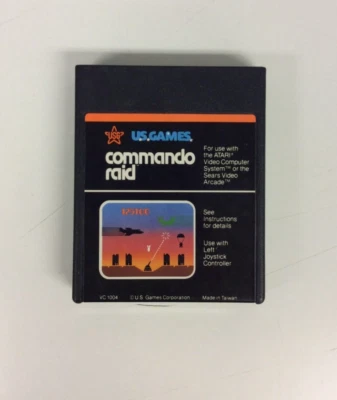 USG
U.S. GAMES.
commando
raid
For use with
the ATARI®
Video Computer
System™ or the
Sears Video
Arcade™
See
instructions
for details
Use with
Left
Joystick
Controller
VC 1004
© U.S. Games Corporation
Made in Taiwan